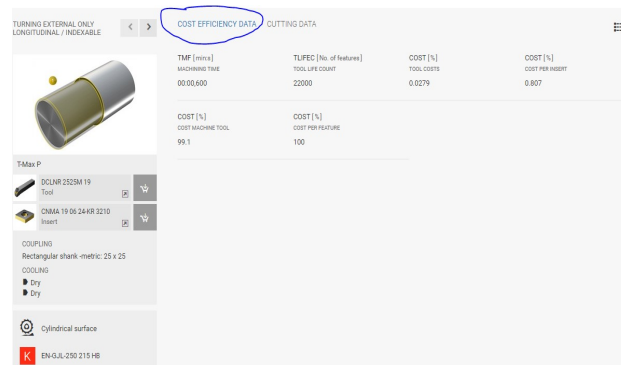 TURNING EXTERNAL ONLY
LONGITUDINAL / INDEXABLE
COST EFFICIENCY DATA
CUTTING DATA
TMF [min:s]
MACHINING TIME
00:00,600
TLIFEC [No. of features]
TOOL LIFE COUNT
22000
COST [%]
TOOL COSTS
0.0279
COST [%]
COST PER INSERT
0.807
COST [%]
COST MACHINE TOOL
99.1
COST [%]
COST PER FEATURE
100
T-Max P
DCLNR 2525M 19
Tool
CNMA 19 06 24-KR 3210
Insert
COUPLING
Rectangular shank -metric: 25 x 25
COOLING
Dry
Dry
Cylindrical surface
K
EN-GJL-250 215 HB